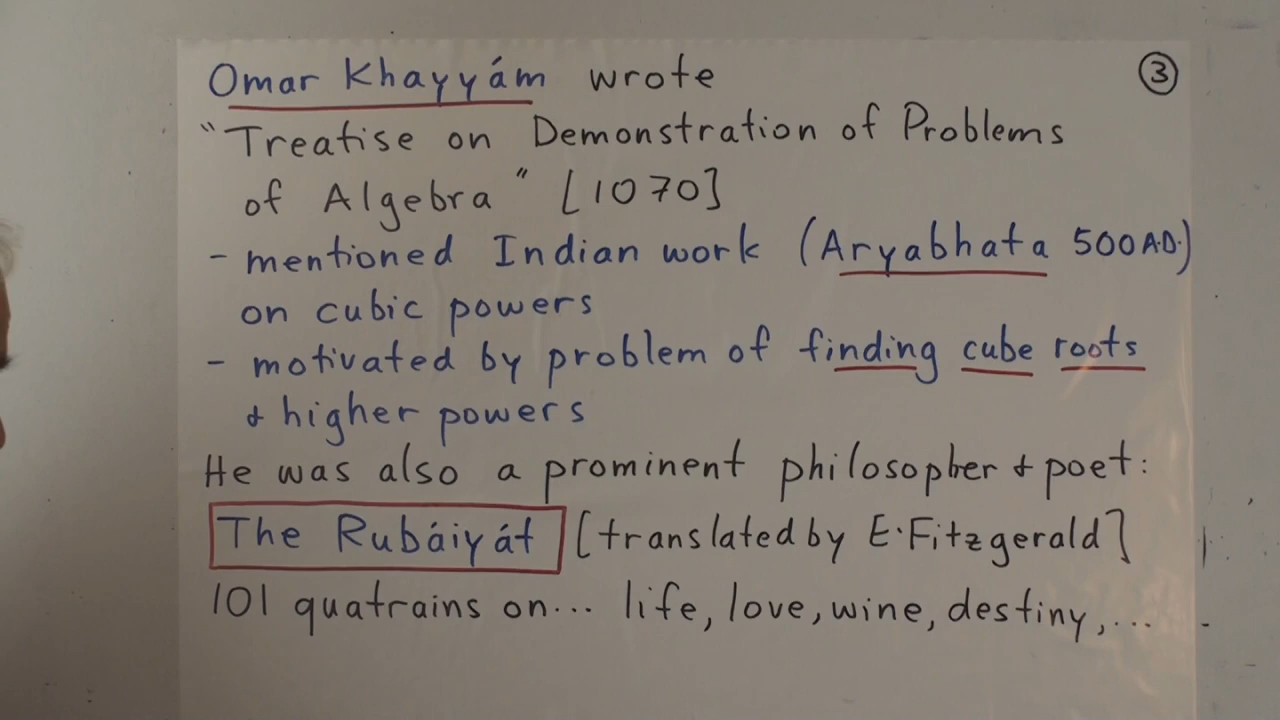 Omar Khayyám wrote
③
"Treatise on Demonstration of Problems
of Algebra" [1070]
- mentioned Indian work (Aryabhata 500 A.D.)
on cubic powers
- motivated by problem of finding cube roots
& higher powers
He was also a prominent philosopher & poet:
The Rubáiyát [translated by E. Fitzgerald]
101 quatrains on... life, love, wine, destiny,...